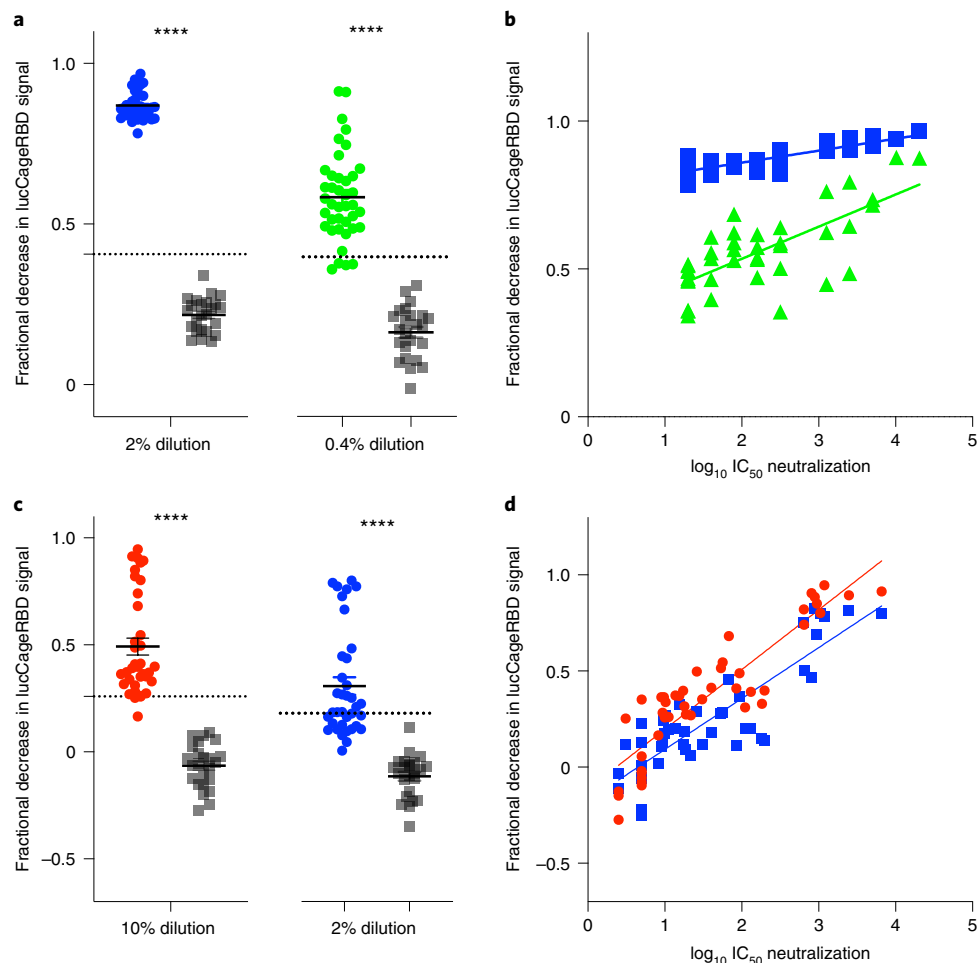 a
****
****
Fractional decrease in lucCageRBD signal
1.0
0.5
0
2% dilution
0.4% dilution
b
Fractional decrease in lucCageRBD signal
1.0
0.5
0
0 1 2 3 4 5
log10 IC50 neutralization
c
****
****
Fractional decrease in lucCageRBD signal
1.0
0.5
0
–0.5
10% dilution
2% dilution
d
Fractional decrease in lucCageRBD signal
1.0
0.5
0
–0.5
0 1 2 3 4 5
log10 IC50 neutralization